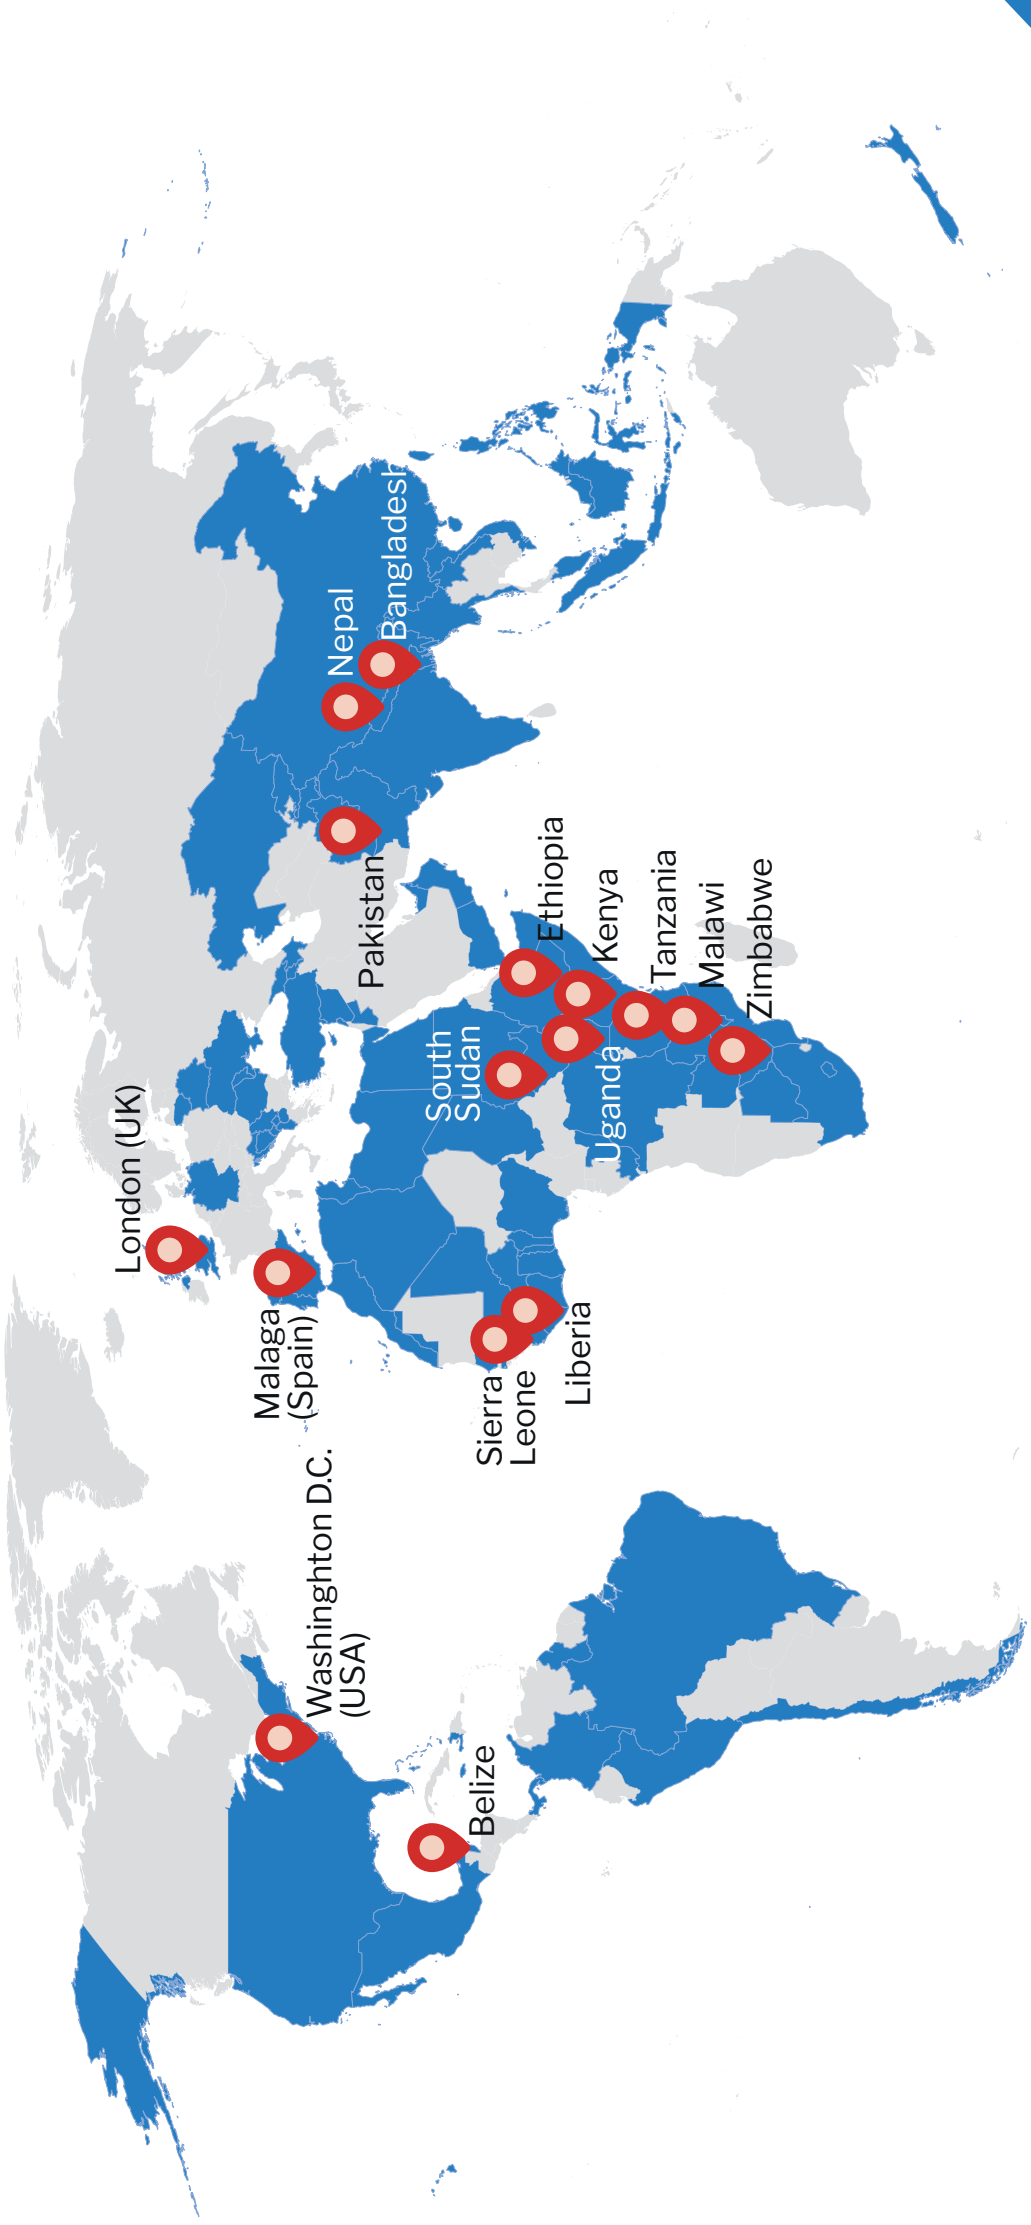 London (UK)
Malaga
(Spain)
Washinghton D.C.
(USA)
Belize
Sierra
Leone
Liberia
Pakistan
Nepal
Bangladesh
South
Sudan
Uganda
Ethiopia
Kenya
Tanzania
Malawi
Zimbabwe